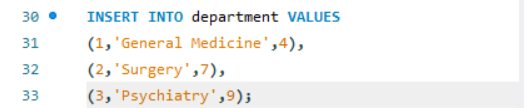 30 INSERT INTO department VALUES
31 (1,'General Medicine',4),
32 (2,'Surgery',7),
33 (3,'Psychiatry',9);